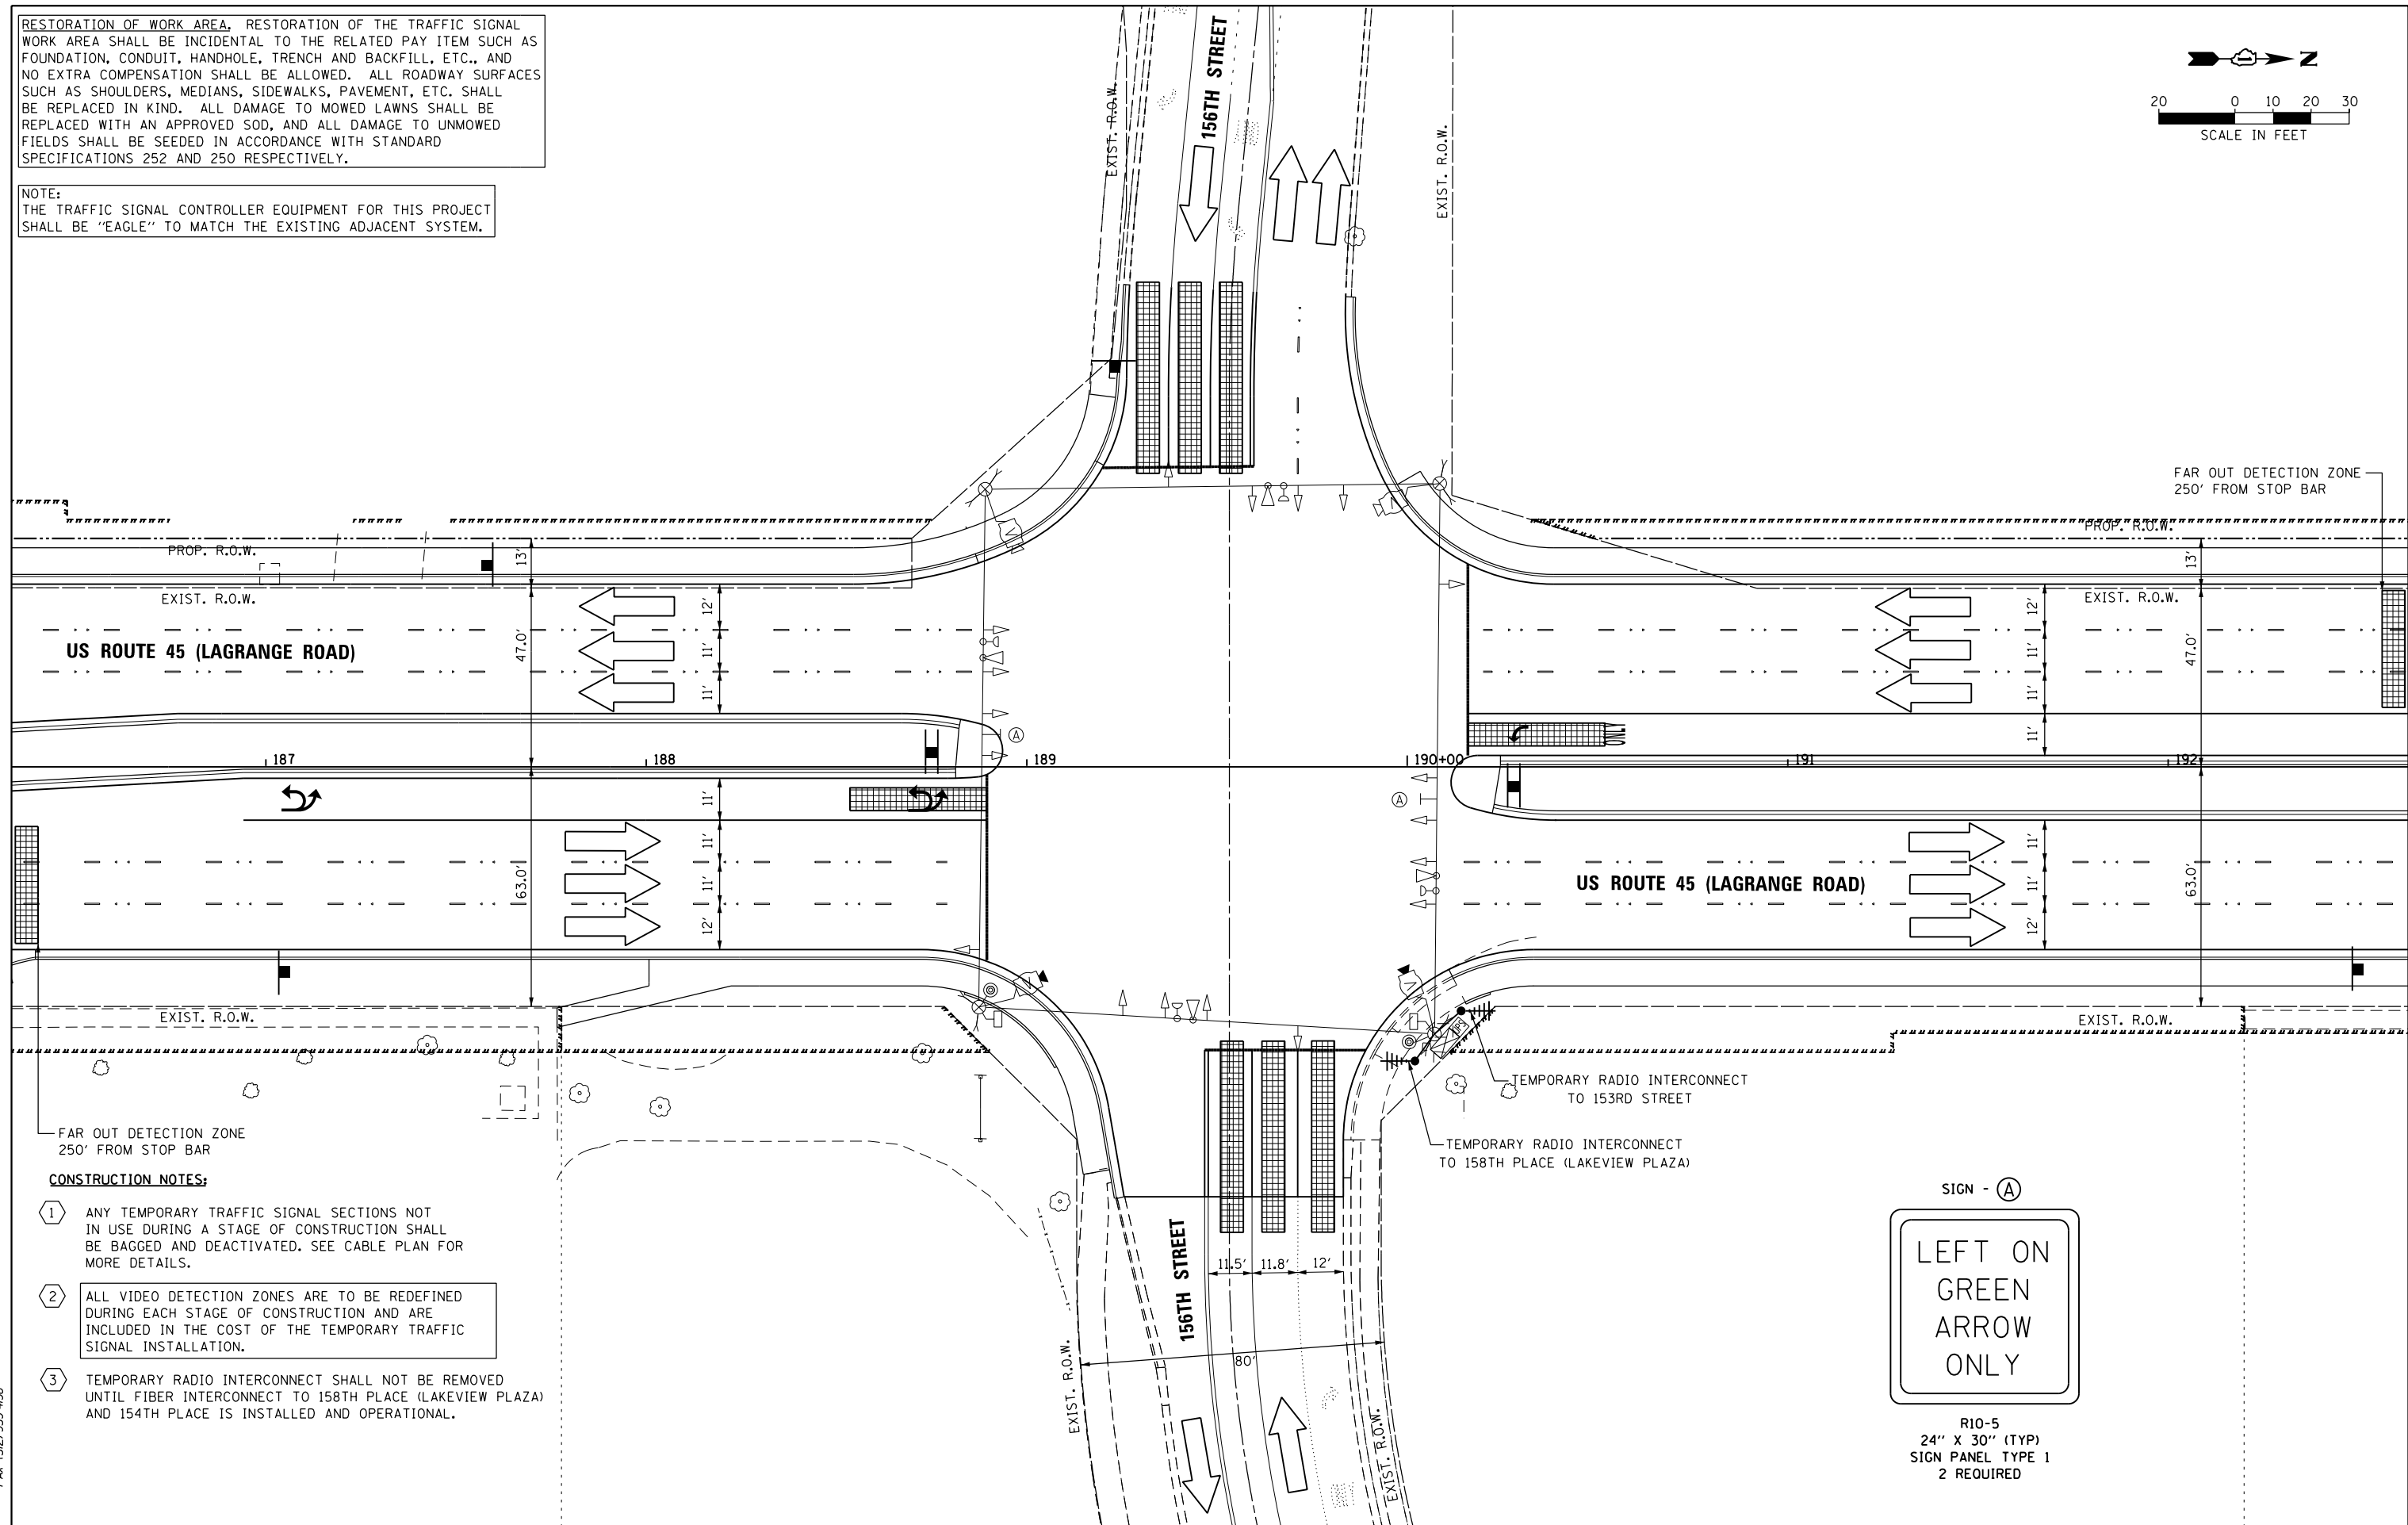 RESTORATION OF WORK AREA. RESTORATION OF THE TRAFFIC SIGNAL
WORK AREA SHALL BE INCIDENTAL TO THE RELATED PAY ITEM SUCH AS
FOUNDATION, CONDUIT, HANDHOLE, TRENCH AND BACKFILL, ETC., AND
NO EXTRA COMPENSATION SHALL BE ALLOWED. ALL ROADWAY SURFACES
SUCH AS SHOULDERS, MEDIANS, SIDEWALKS, PAVEMENT, ETC. SHALL
BE REPLACED IN KIND. ALL DAMAGE TO MOWED LAWNS SHALL BE
REPLACED WITH AN APPROVED SOD, AND ALL DAMAGE TO UNMOWED
FIELDS SHALL BE SEEDED IN ACCORDANCE WITH STANDARD
SPECIFICATIONS 252 AND 250 RESPECTIVELY.
NOTE:
THE TRAFFIC SIGNAL CONTROLLER EQUIPMENT FOR THIS PROJECT
SHALL BE "EAGLE" TO MATCH THE EXISTING ADJACENT SYSTEM.
EXIST. R.O.W.
156TH STREET
EXIST. R.O.W.
N
20 0 10 20 30
SCALE IN FEET
FAR OUT DETECTION ZONE
250' FROM STOP BAR
PROP. R.O.W.
13'
EXIST. R.O.W.
12'
47.0'
11'
11'
US ROUTE 45 (LAGRANGE ROAD)
PROP. R.O.W.
13'
EXIST. R.O.W.
12'
47.0'
11'
11'
11'
A
187
188
189
190+00
191
192
A
11'
11'
11'
12'
63.0'
11'
11'
12'
63.0'
US ROUTE 45 (LAGRANGE ROAD)
EXIST. R.O.W.
EXIST. R.O.W.
TEMPORARY RADIO INTERCONNECT
TO 153RD STREET
TEMPORARY RADIO INTERCONNECT
TO 158TH PLACE (LAKEVIEW PLAZA)
FAR OUT DETECTION ZONE
250' FROM STOP BAR
CONSTRUCTION NOTES:
1 ANY TEMPORARY TRAFFIC SIGNAL SECTIONS NOT
IN USE DURING A STAGE OF CONSTRUCTION SHALL
BE BAGGED AND DEACTIVATED. SEE CABLE PLAN FOR
MORE DETAILS.
2 ALL VIDEO DETECTION ZONES ARE TO BE REDEFINED
DURING EACH STAGE OF CONSTRUCTION AND ARE
INCLUDED IN THE COST OF THE TEMPORARY TRAFFIC
SIGNAL INSTALLATION.
3 TEMPORARY RADIO INTERCONNECT SHALL NOT BE REMOVED
UNTIL FIBER INTERCONNECT TO 158TH PLACE (LAKEVIEW PLAZA)
AND 154TH PLACE IS INSTALLED AND OPERATIONAL.
156TH STREET
11.5' 11.8' 12'
80'
EXIST. R.O.W.
EXIST. R.O.W.
SIGN - A
LEFT ON
GREEN
ARROW
ONLY
R10-5
24" X 30" (TYP)
SIGN PANEL TYPE 1
2 REQUIRED